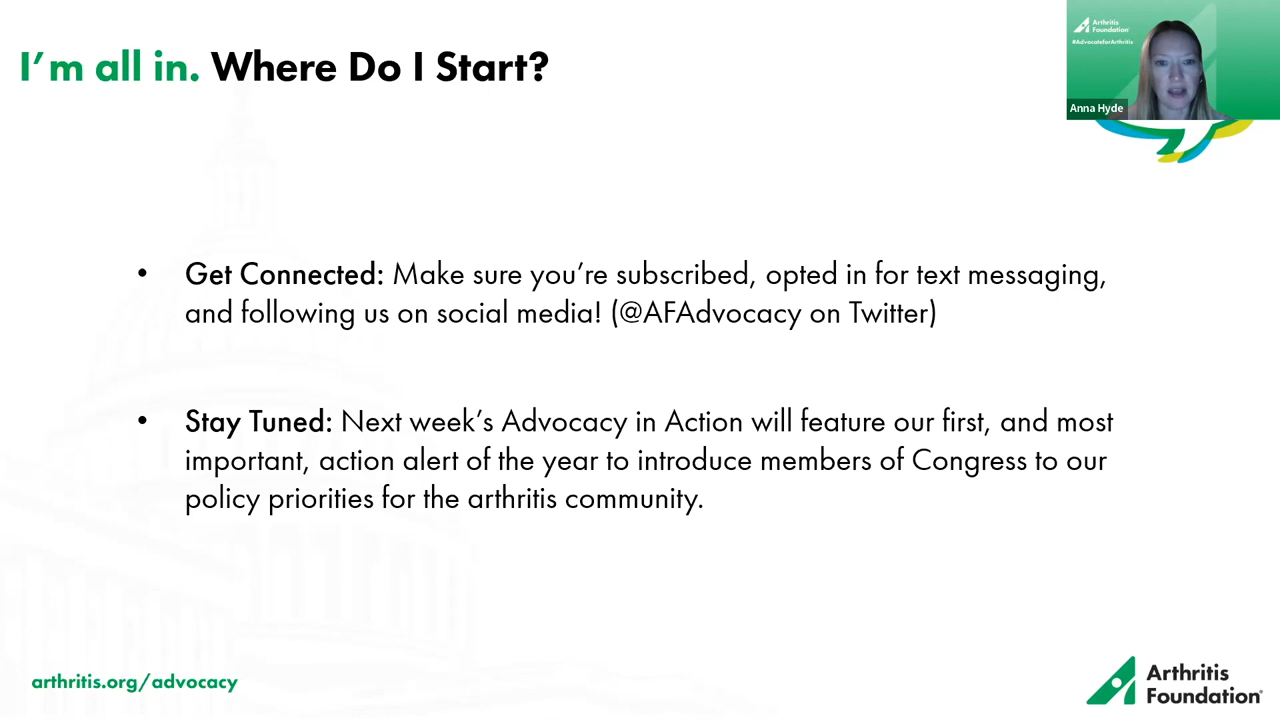 I’m all in. Where Do I Start?
Arthritis
Foundation
#AdvocateforArthritis
Anna Hyde
• Get Connected: Make sure you’re subscribed, opted in for text messaging,
and following us on social media! (@AFAdvocacy on Twitter)
• Stay Tuned: Next week’s Advocacy in Action will feature our first, and most
important, action alert of the year to introduce members of Congress to our
policy priorities for the arthritis community.
arthritis.org/advocacy
Arthritis
Foundation®